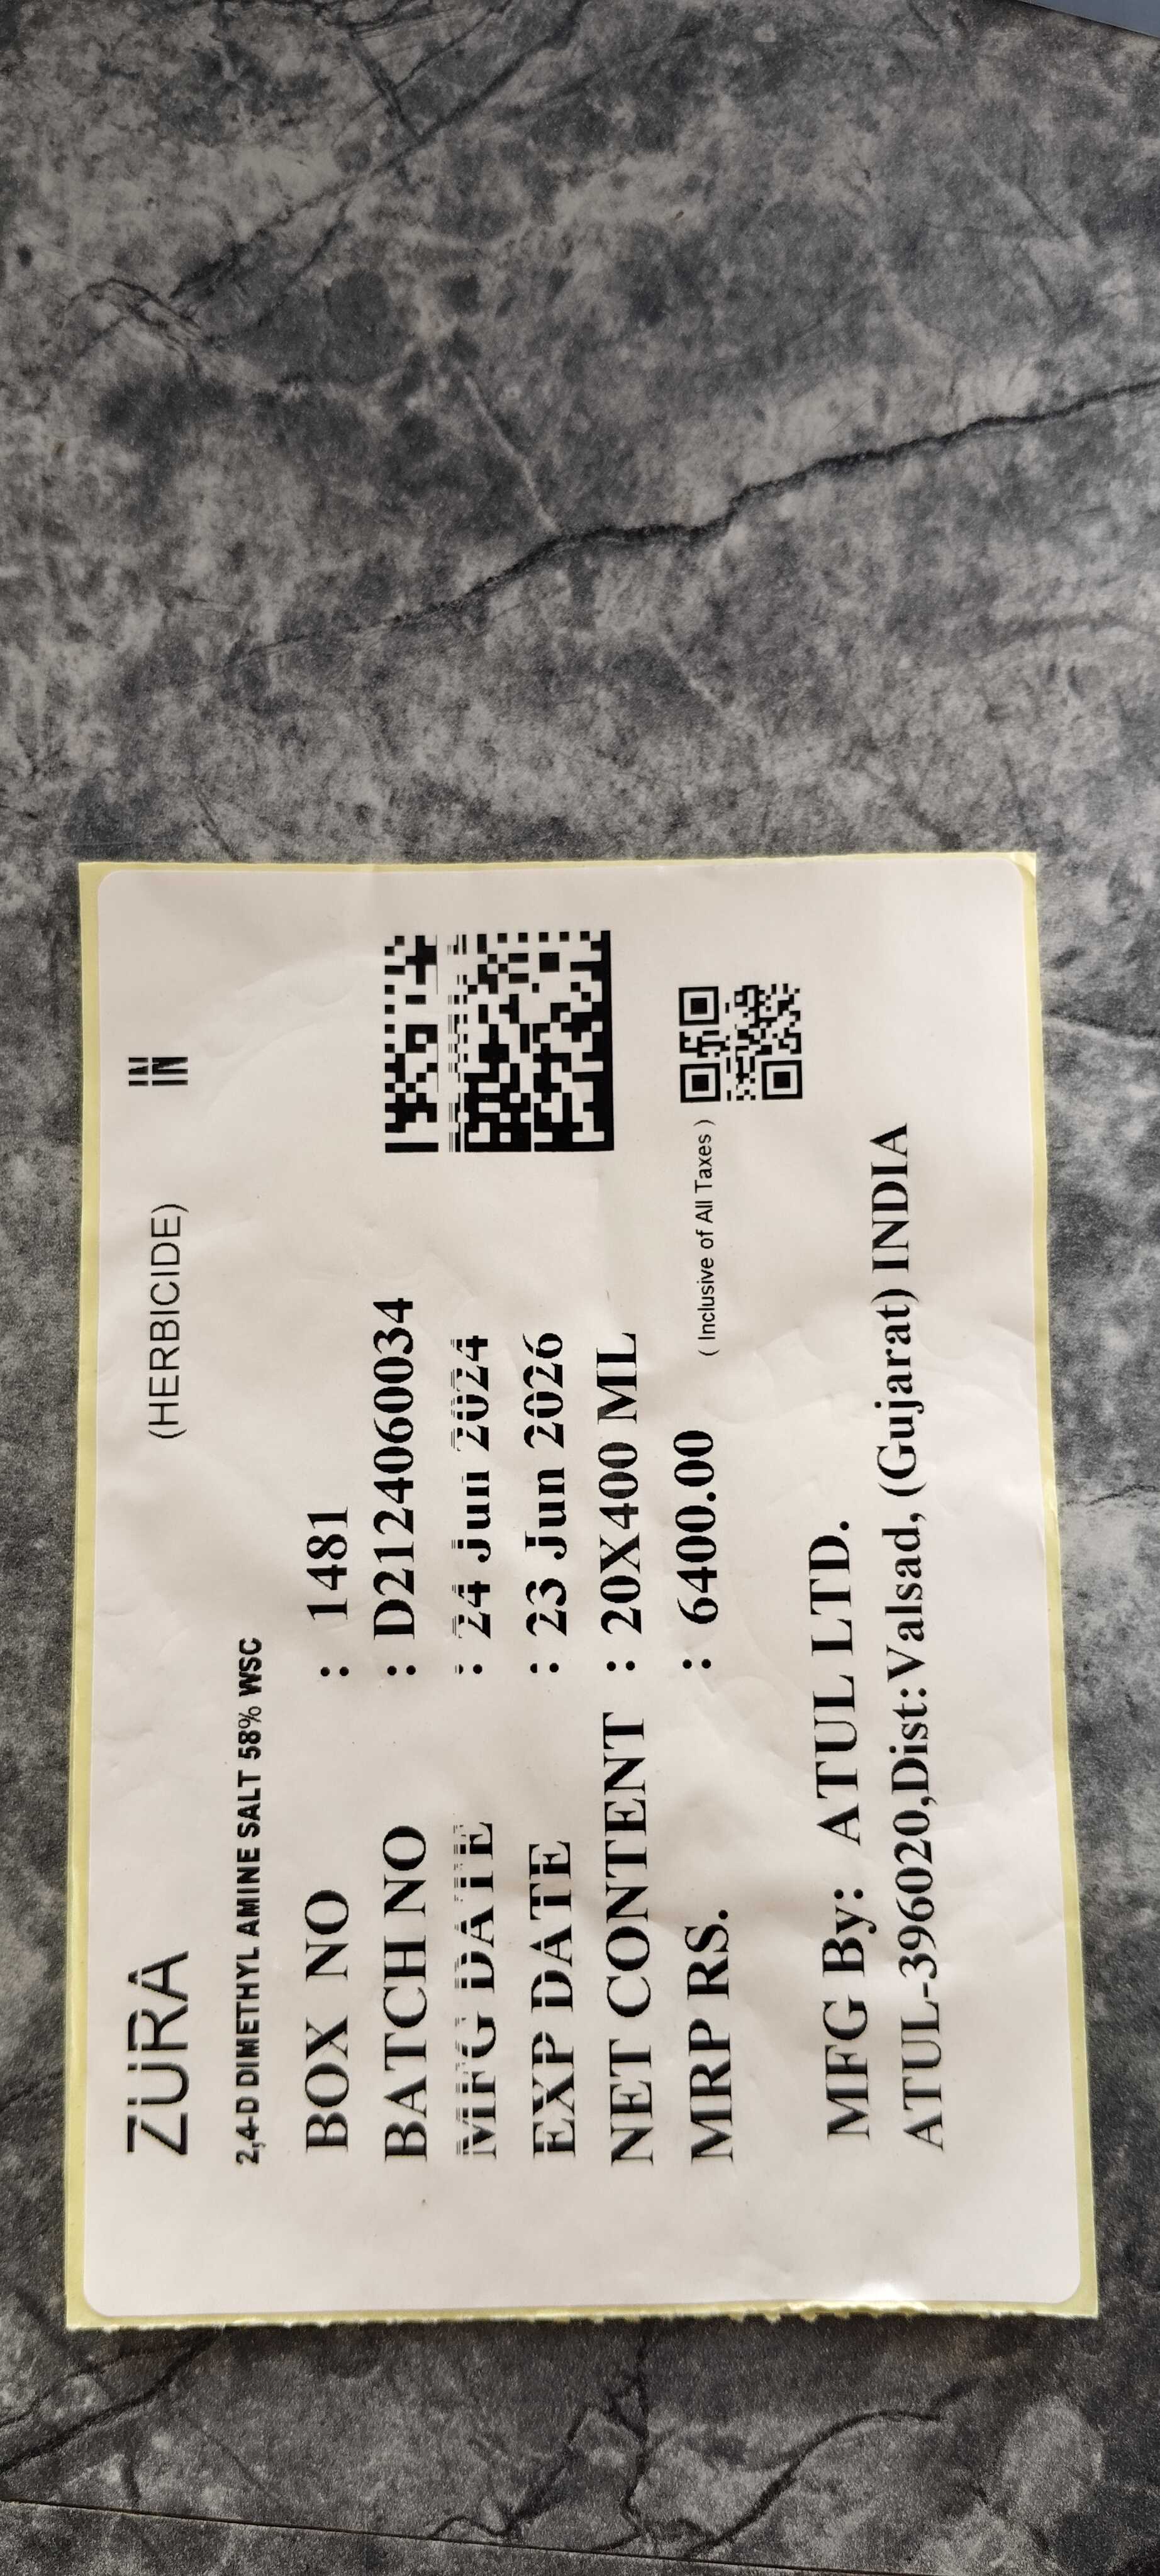 ZURA (HERBICIDE) IN
2,4-D DIMETHYL AMINE SALT 58% WSC
BOX NO : 1481
BATCH NO : D2124060034
MFG DATE : 24 Jun 2024
EXP DATE : 23 Jun 2026
NET CONTENT : 20X400 ML
MRP RS. : 6400.00 ( Inclusive of All Taxes )
MFG By: ATUL LTD.
ATUL-396020,Dist:Valsad, (Gujarat) INDIA